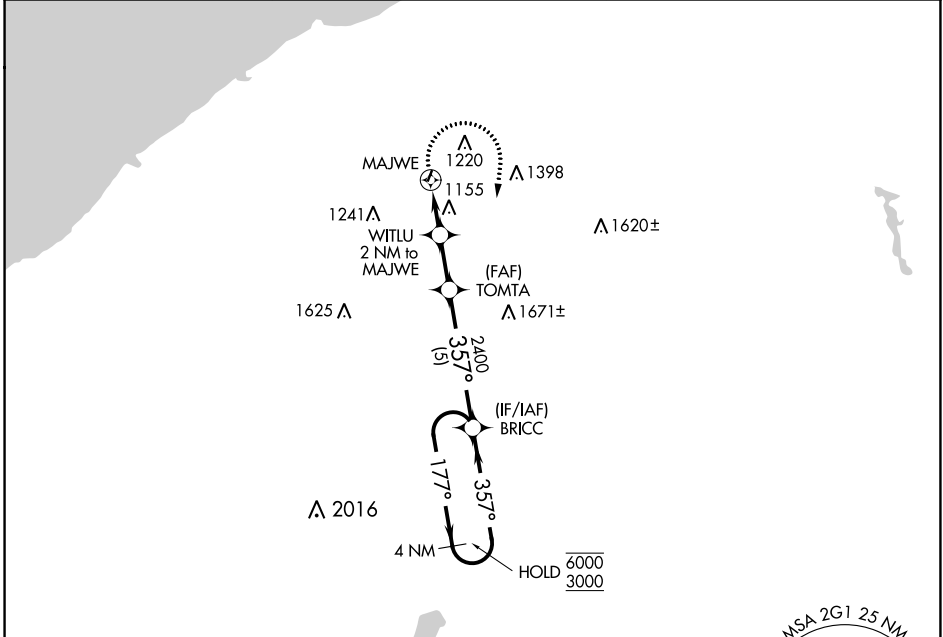 MAJWE
1220
1398
1155
1241
WITLU
2 NM to
MAJWE
1620±
(FAF)
TOMTA
1625
1671±
2400
357°
(5)
(IF/IAF)
BRICC
177°
357°
2016
4 NM
HOLD 6000
3000
MSA 2G1 25 NM